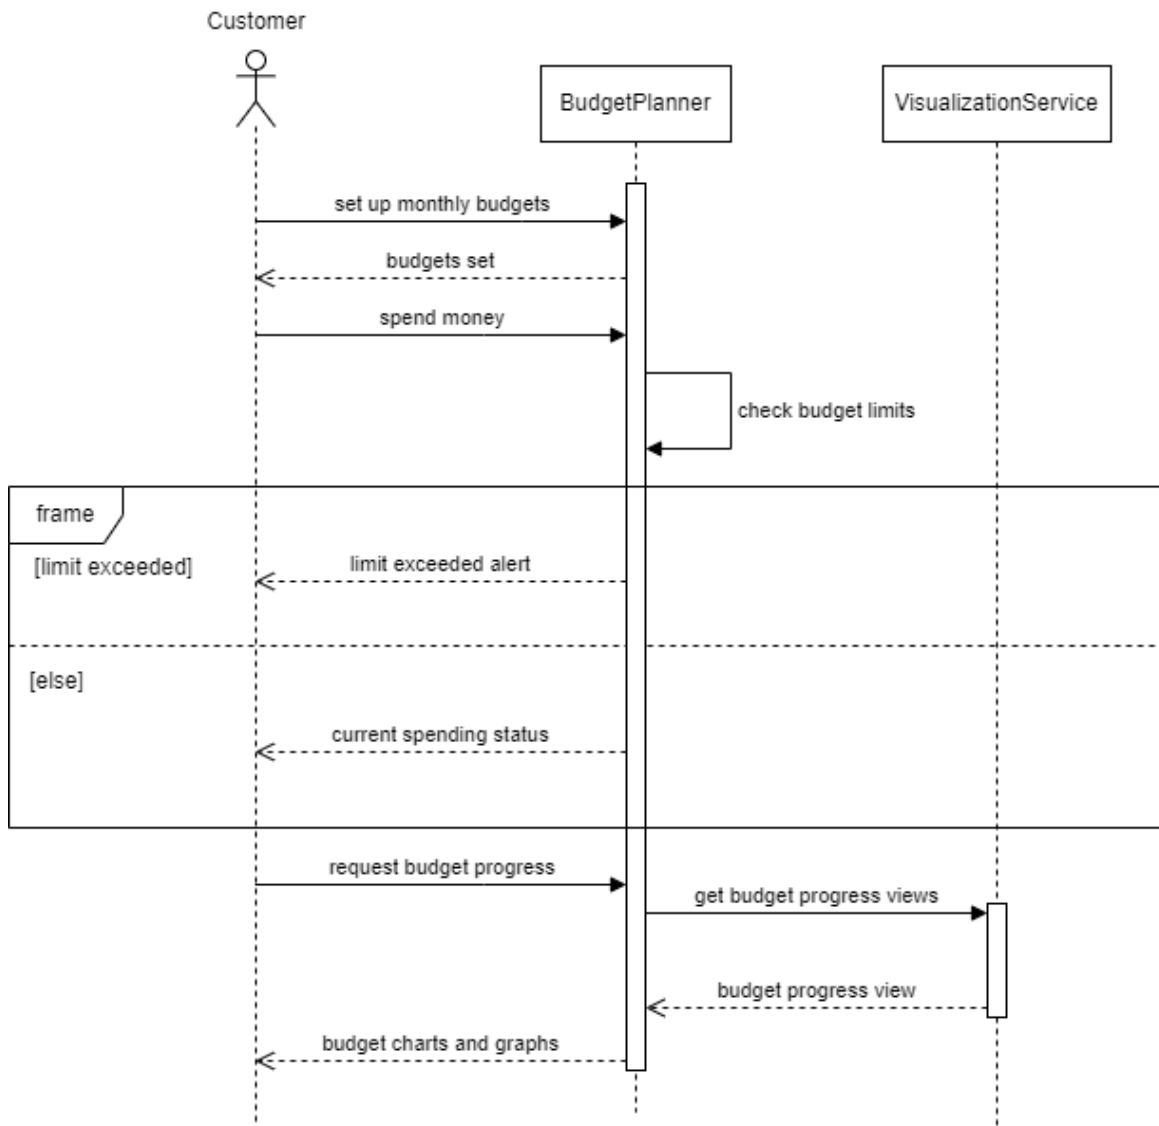 Customer
BudgetPlanner
VisualizationService
set up monthly budgets
budgets set
spend money
check budget limits
frame
[limit exceeded]
limit exceeded alert
[else]
current spending status
request budget progress
get budget progress views
budget progress view
budget charts and graphs